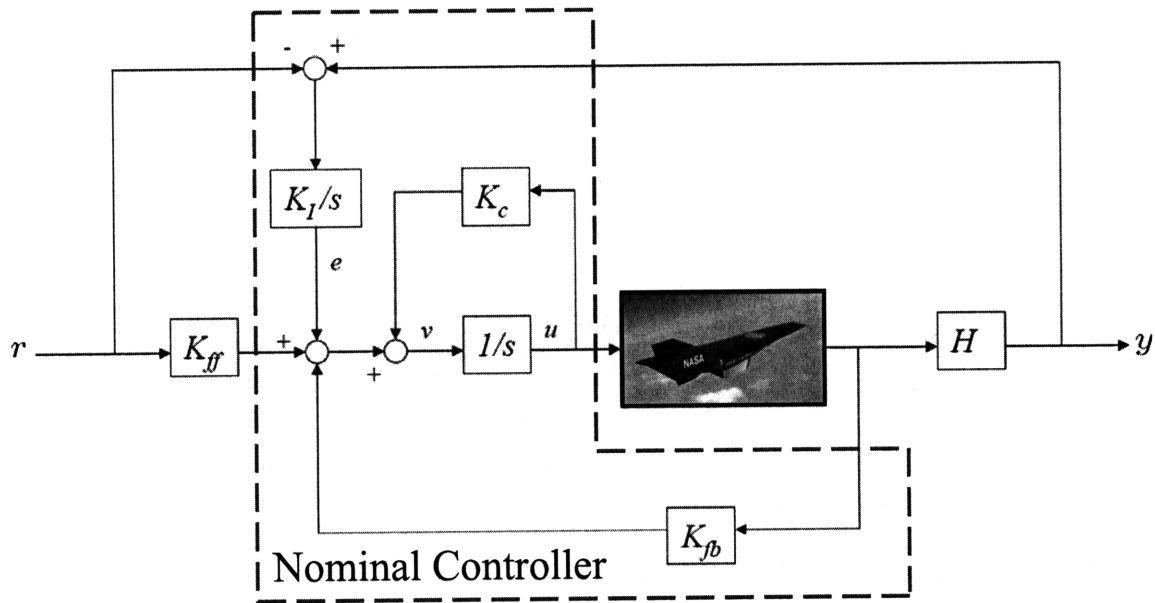 - +
K_I/s
K_c
e
r
K_ff
+
+
v
1/s
u
NASA
H
y
K_fb
Nominal Controller